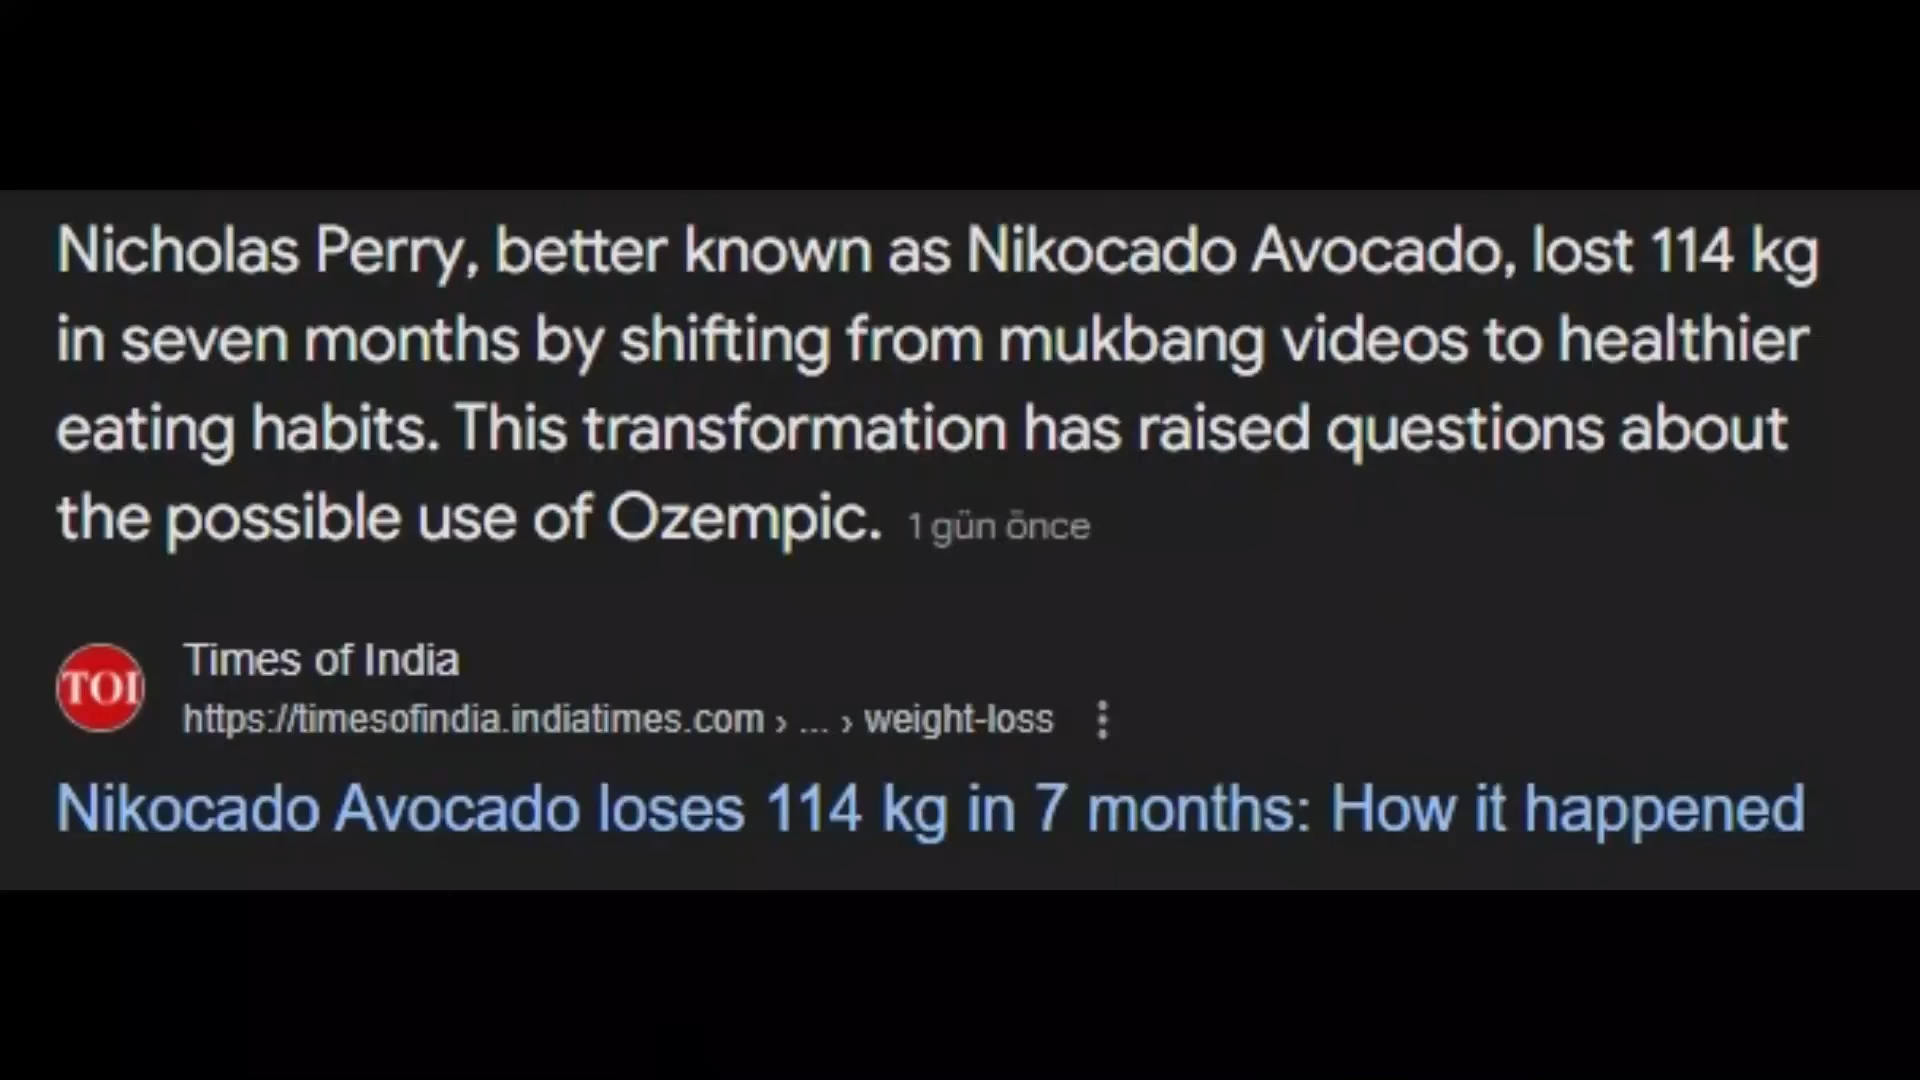 Nicholas Perry, better known as Nikocado Avocado, lost 114 kg
in seven months by shifting from mukbang videos to healthier
eating habits. This transformation has raised questions about
the possible use of Ozempic. 1 gün önce
TOI
Times of India
https://timesofindia.indiatimes.com › ... › weight-loss
Nikocado Avocado loses 114 kg in 7 months: How it happened